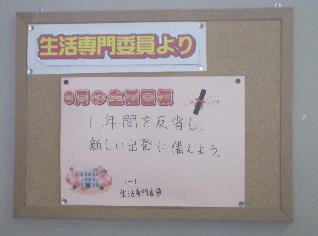 生活専門委員より
3月の生活目標
1年間を反省し、
新しい出発に備えよう。
1-1
生活専門委員